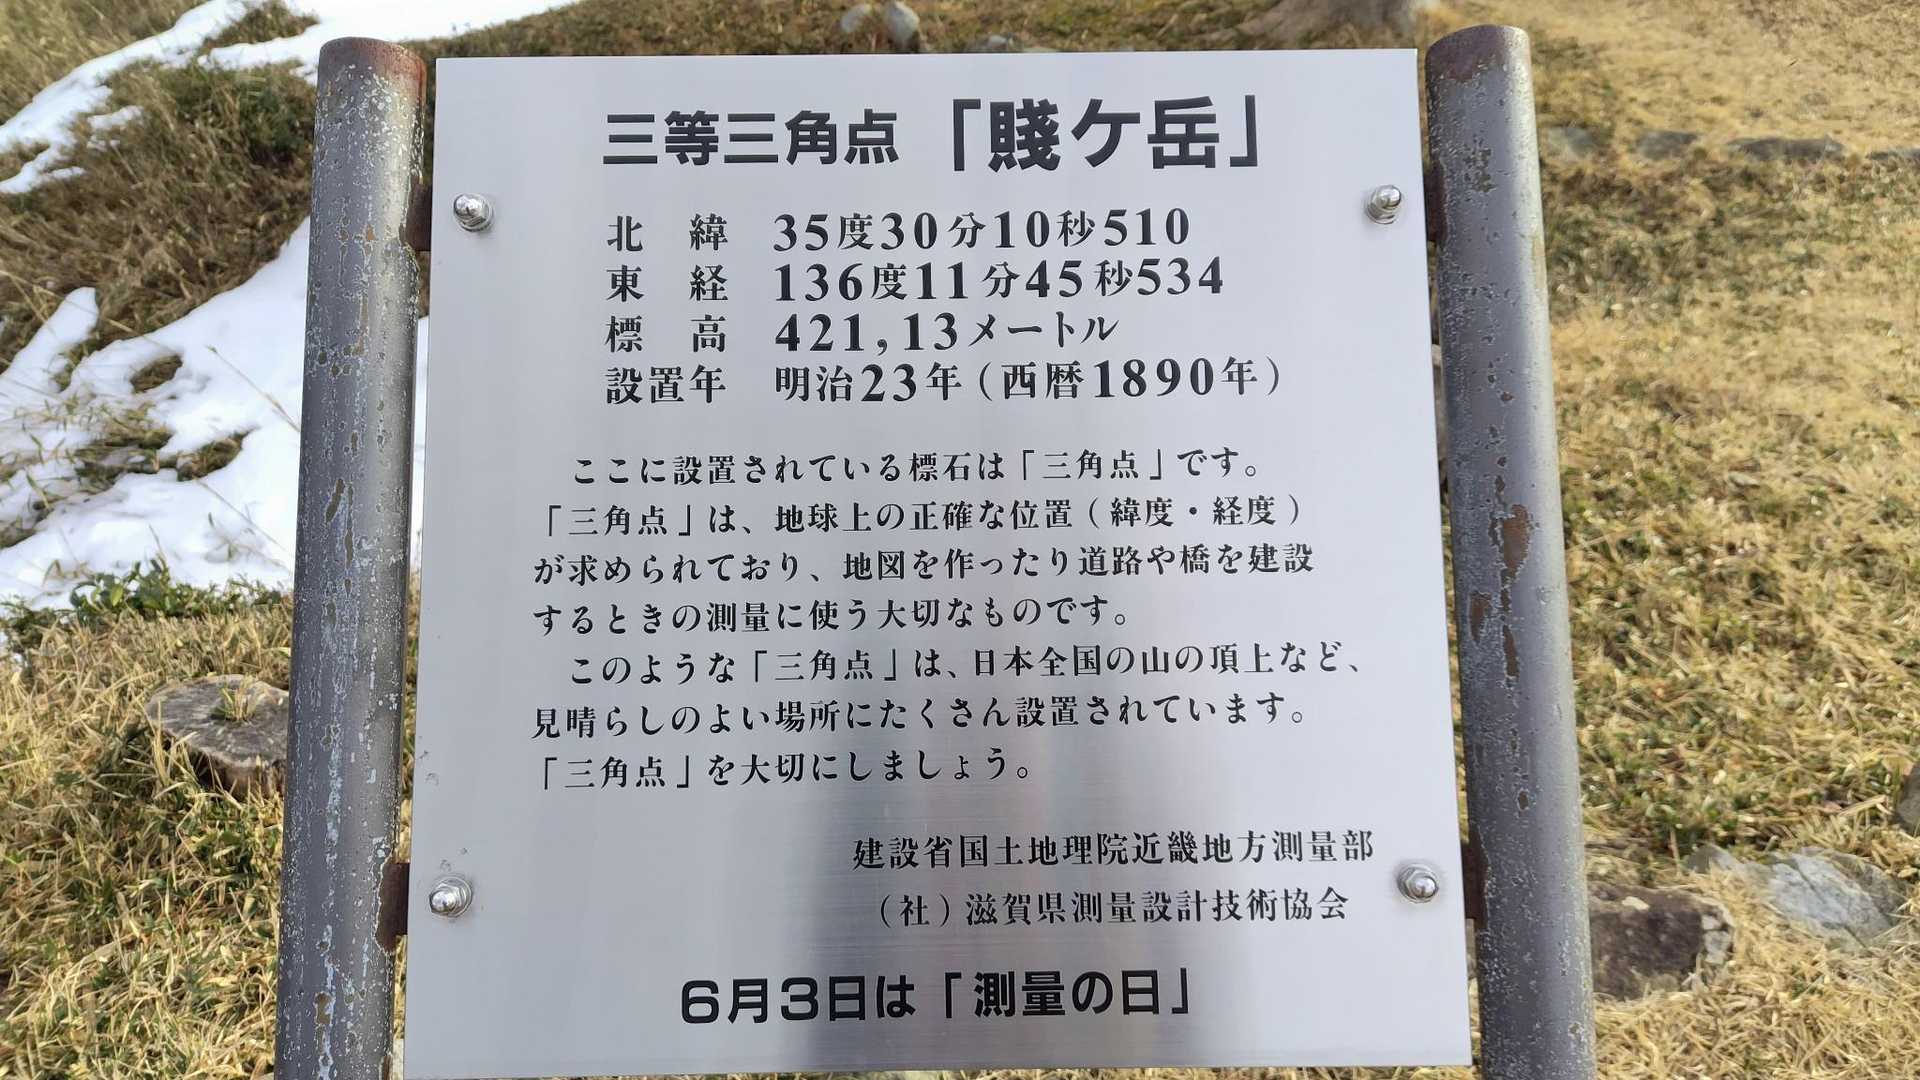 三等三角点「賤ケ岳」
北　緯　35度30分10秒510
東　経　136度11分45秒534
標　高　421,13メートル
設置年　明治23年（西暦1890年）
ここに設置されている標石は「三角点」です。
「三角点」は、地球上の正確な位置（緯度・経度）
が求められており、地図を作ったり道路や橋を建設
するときの測量に使う大切なものです。
このような「三角点」は、日本全国の山の頂上など、
見晴らしのよい場所にたくさん設置されています。
「三角点」を大切にしましょう。
建設省国土地理院近畿地方測量部
（社）滋賀県測量設計技術協会
6月3日は「測量の日」